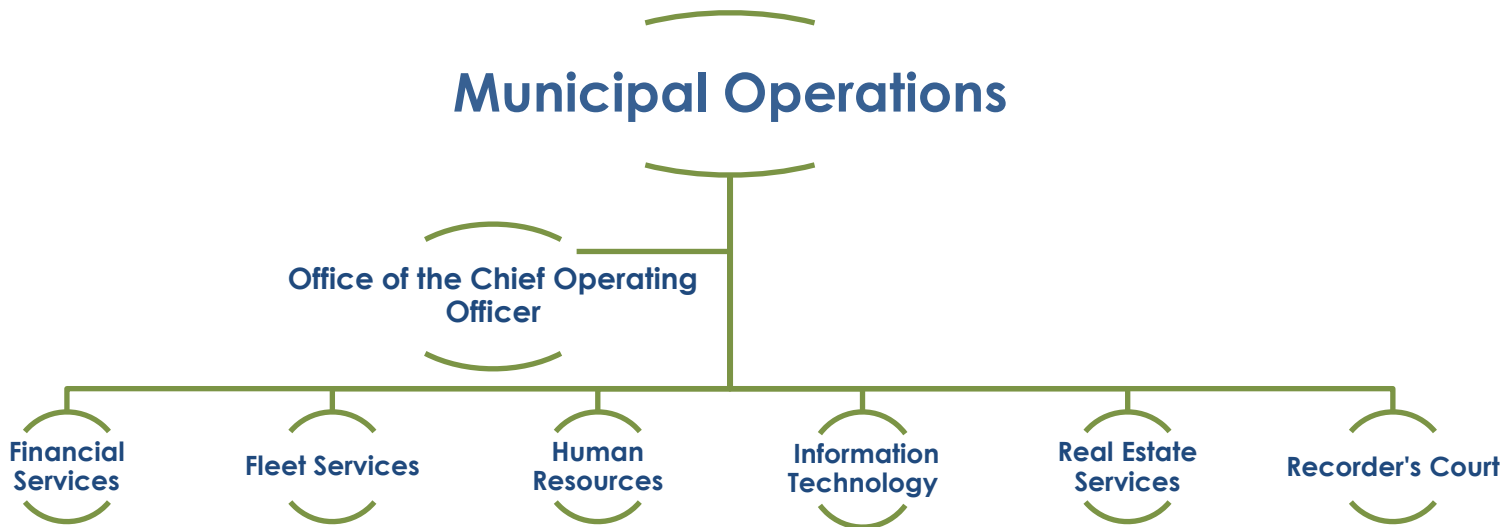 Municipal Operations
Office of the Chief Operating
Officer
Financial
Services
Fleet Services
Human
Resources
Information
Technology
Real Estate
Services
Recorder's Court